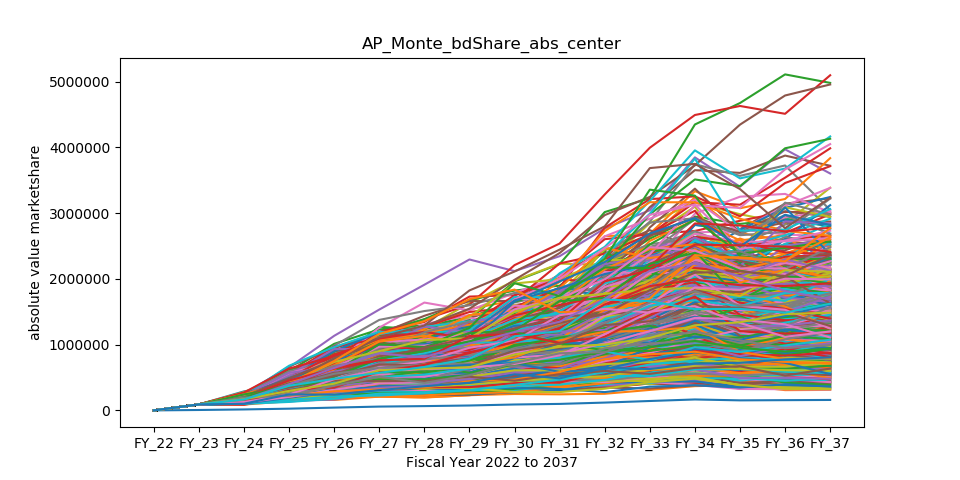 AP_Monte_bdShare_abs_center
5000000
4000000
3000000
2000000
1000000
0
absolute value marketshare
FY_22 FY_23 FY_24 FY_25 FY_26 FY_27 FY_28 FY_29 FY_30 FY_31 FY_32 FY_33 FY_34 FY_35 FY_36 FY_37
Fiscal Year 2022 to 2037